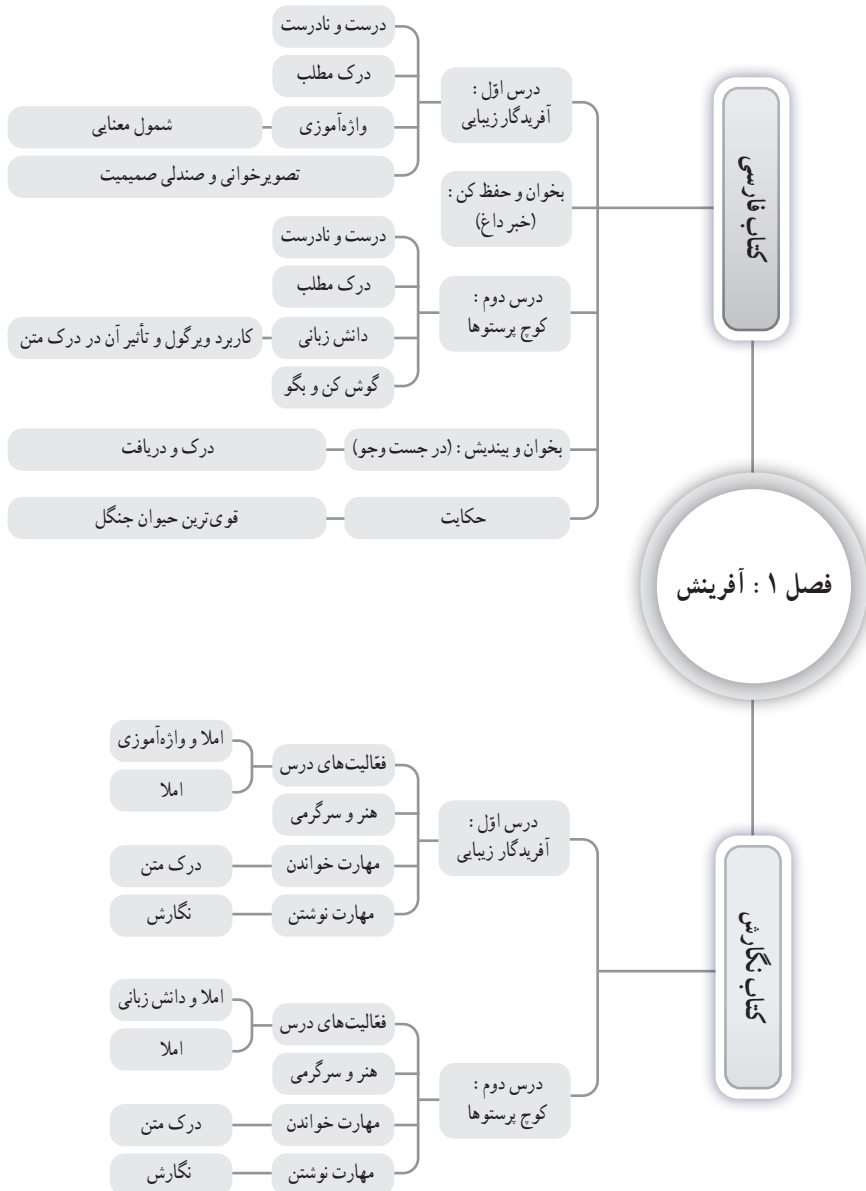 فصل ۱ : آفرینش
کتاب فارسی
درس اوّل :
آفریدگار زیبایی
درست و نادرست
درک مطلب
واژه‌آموزی
شمول معنایی
تصویرخوانی و صندلی صمیمیت
بخوان و حفظ کن :
(خبر داغ)
درس دوم :
کوچ پرستوها
درست و نادرست
درک مطلب
دانش زبانی
کاربرد ویرگول و تأثیر آن در درک متن
گوش کن و بگو
بخوان و بیندیش : (در جست وجو)
درک و دریافت
حکایت
قوی‌ترین حیوان جنگل
کتاب نگارش
درس اوّل :
آفریدگار زیبایی
فعّالیت‌های درس
املا و واژه‌آموزی
املا
هنر و سرگرمی
مهارت خواندن
درک متن
مهارت نوشتن
نگارش
درس دوم :
کوچ پرستوها
فعّالیت‌های درس
املا و دانش زبانی
املا
هنر و سرگرمی
مهارت خواندن
درک متن
مهارت نوشتن
نگارش